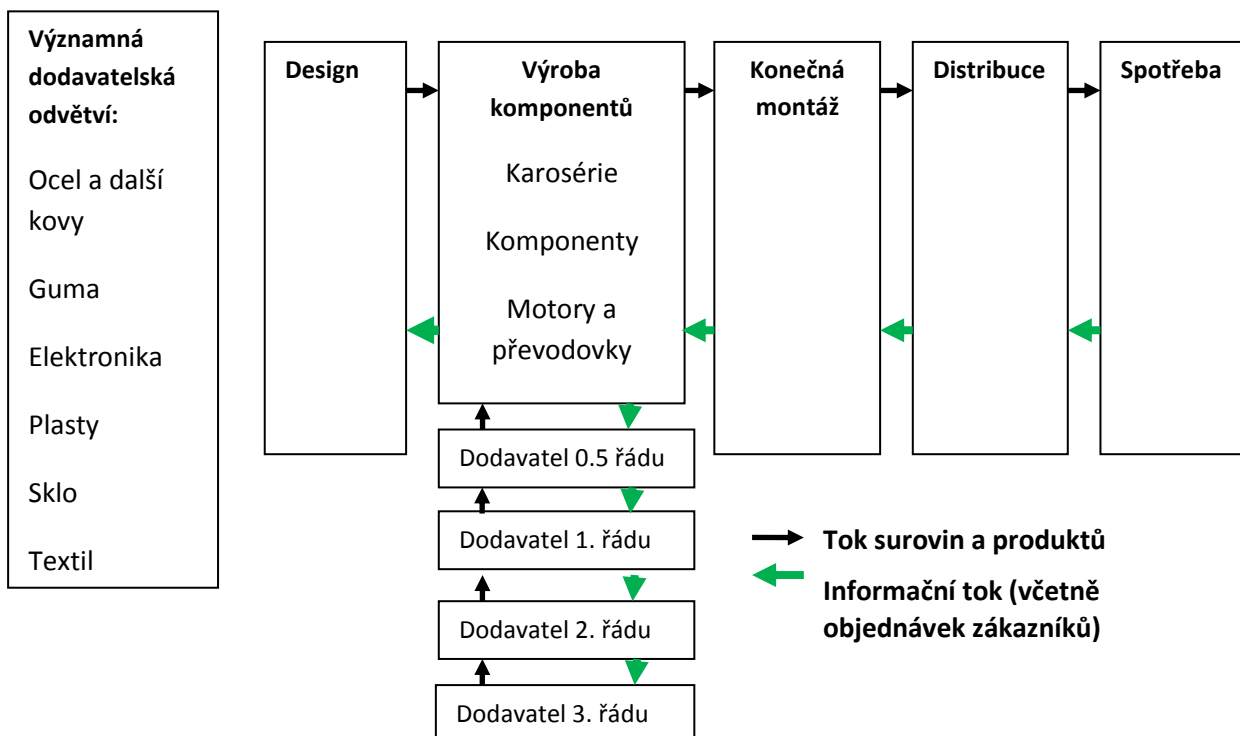 Významná
dodavatelská
odvětví:
Ocel a další
kovy
Guma
Elektronika
Plasty
Sklo
Textil
Design
Výroba
komponentů
Karosérie
Komponenty
Motory a
převodovky
Konečná
montáž
Distribuce
Spotřeba
Dodavatel 0.5 řádu
Dodavatel 1. řádu
Dodavatel 2. řádu
Dodavatel 3. řádu
Tok surovin a produktů
Informační tok (včetně
objednávek zákazníků)